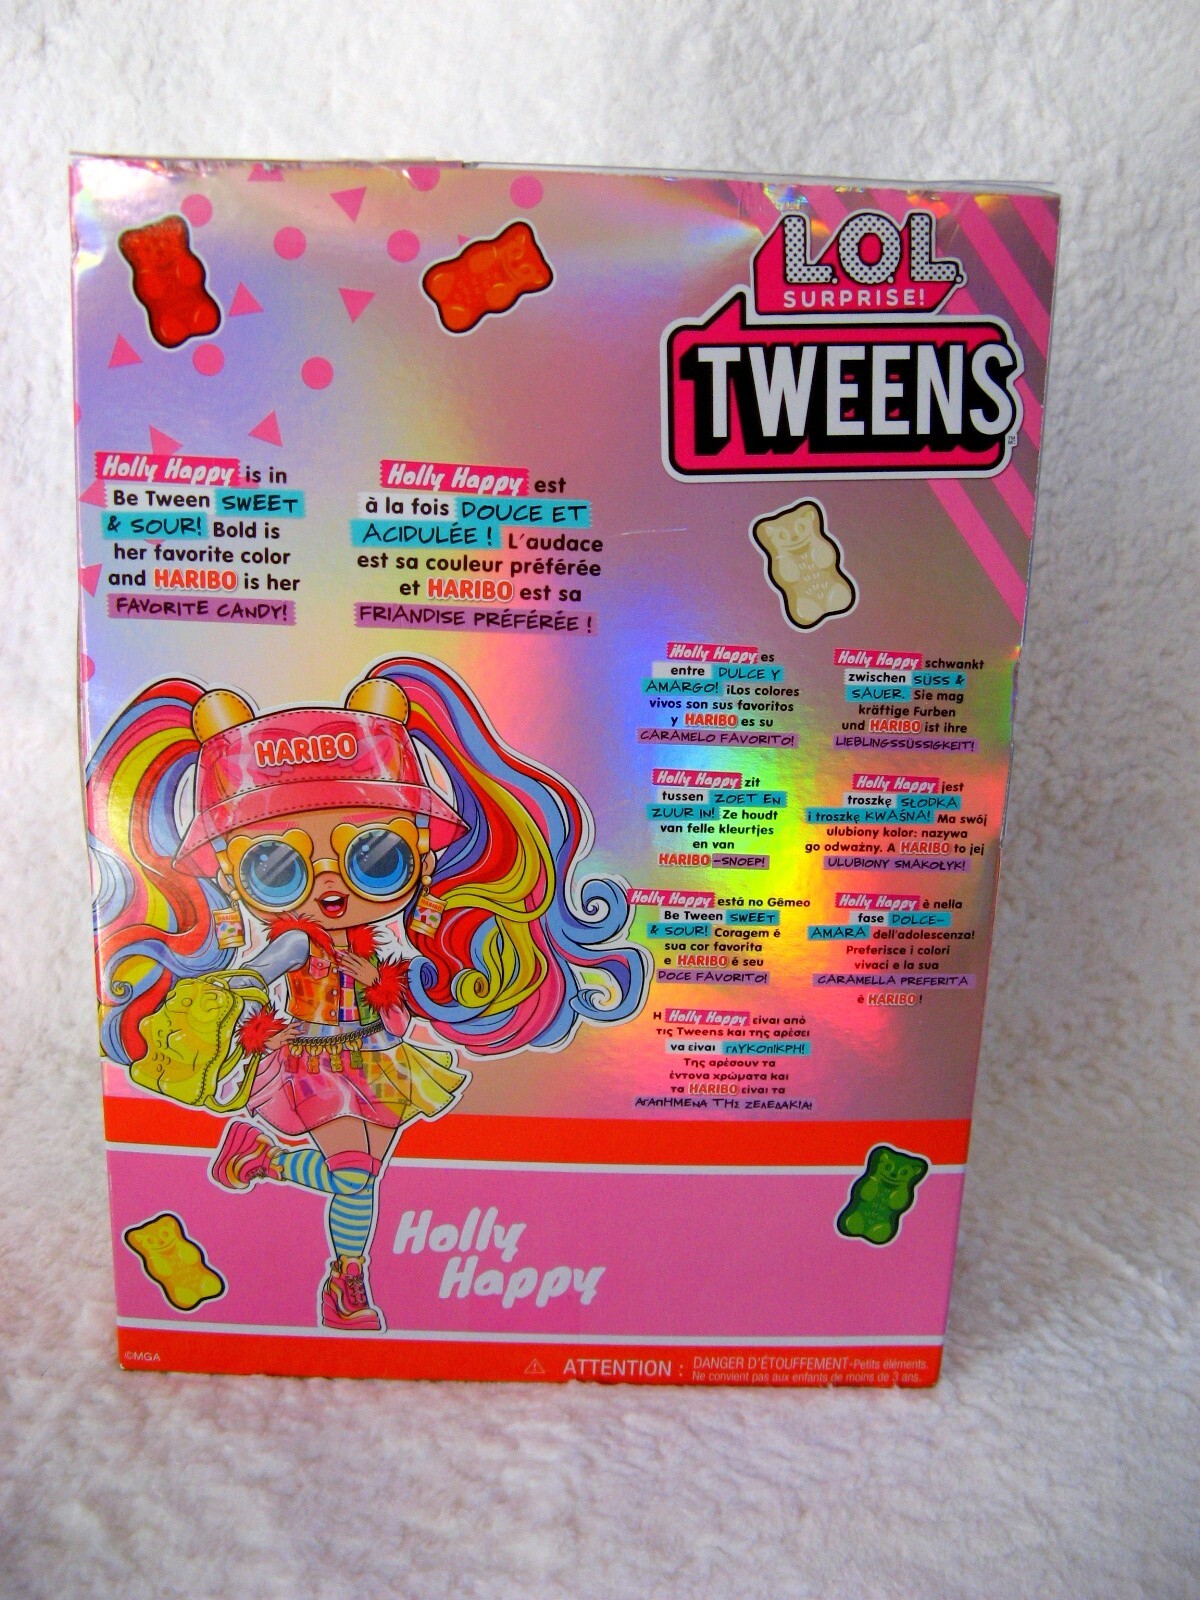 L.O.L.
SURPRISE!
TWEENS
Holly Happy is in
Be Tween SWEET
& SOUR! Bold is
her favorite color
and HARIBO is her
FAVORITE CANDY!
Holly Happy est
à la fois DOUCE ET
ACIDULÉE ! L'audace
est sa couleur préférée
et HARIBO est sa
FRIANDISE PRÉFÉRÉE !
¡Holly Happy es
entre DULCE Y
AMARGO! ¡Los colores
vivos son sus favoritos
y HARIBO es su
CARAMELO FAVORITO!
Holly Happy schwankt
zwischen SÜSS &
SAUER. Sie mag
kräftige Furben
und HARIBO ist ihre
LIEBLINGSSÜSSIGKEIT!
Holly Happy zit
tussen ZOET EN
ZUUR IN! Ze houdt
van felle kleurtjes
en van
HARIBO-SNOEP!
Holly Happy jest
troszkę SŁODKA
i troszkę KWAŚNA! Ma swój
ulubiony kolor: nazywa
go odważny. A HARIBO to jej
ULUBIONY SMAKOŁYK!
Holly Happy está no Gêmeo
Be Tween SWEET
& SOUR! Coragem é
sua cor favorita
e HARIBO é seu
DOCE FAVORITO!
Holly Happy è nella
fase DOLCE-
AMARA dell'adolescenza!
Preferisce i colori
vivaci e la sua
CARAMELLA PREFERITA
è HARIBO !
Η Holly Happy είναι από
τις Tweens και της αρέσει
να είναι ΓΛΥΚΟΠΙΚΡΗ!
Της αρέσουν τα
έντονα χρώματα και
τα HARIBO είναι τα
ΑΓΑΠΗΜΕΝΑ ΤΗΣ ΖΕΛΕΔΑΚΙΑ!
HARIBO
HARIBO
Holly
Happy
©MGA
⚠ ATTENTION : DANGER D'ÉTOUFFEMENT-Petits éléments.
Ne convient pas aux enfants de moins de 3 ans.